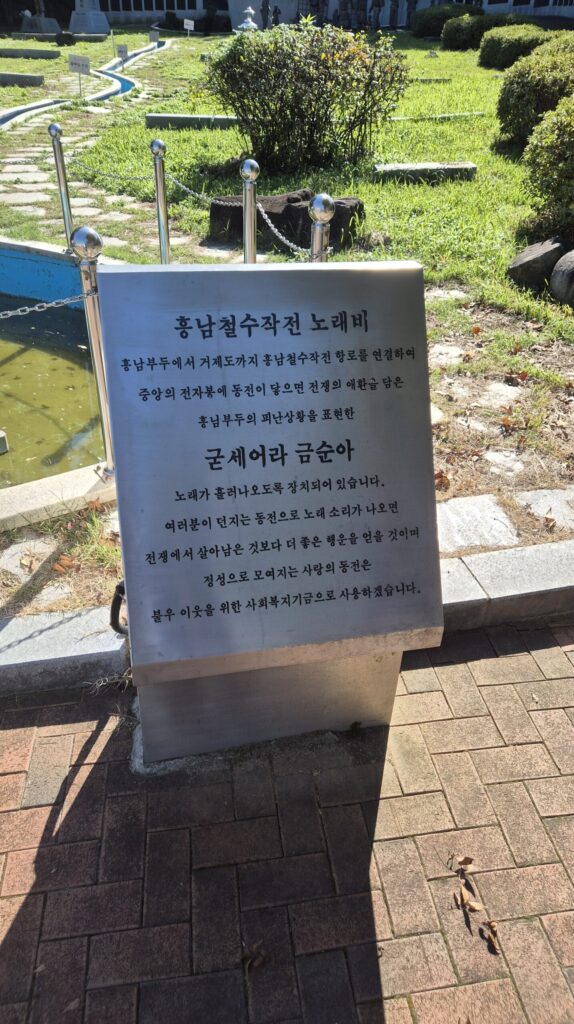 흥남철수작전 노래비
흥남부두에서 거제도까지 흥남철수작전 항로를 연결하여
중앙의 전자봉에 동전이 닿으면 전쟁의 애환을 담은
흥남부두의 피난상황을 표현한
굳세어라 금순아
노래가 흘러나오도록 장치되어 있습니다.
여러분이 던지는 동전으로 노래 소리가 나오면
전쟁에서 살아남은 것보다 더 좋은 행운을 얻을 것이며
정성으로 모여지는 사랑의 동전은
불우 이웃을 위한 사회복지기금으로 사용하겠습니다.